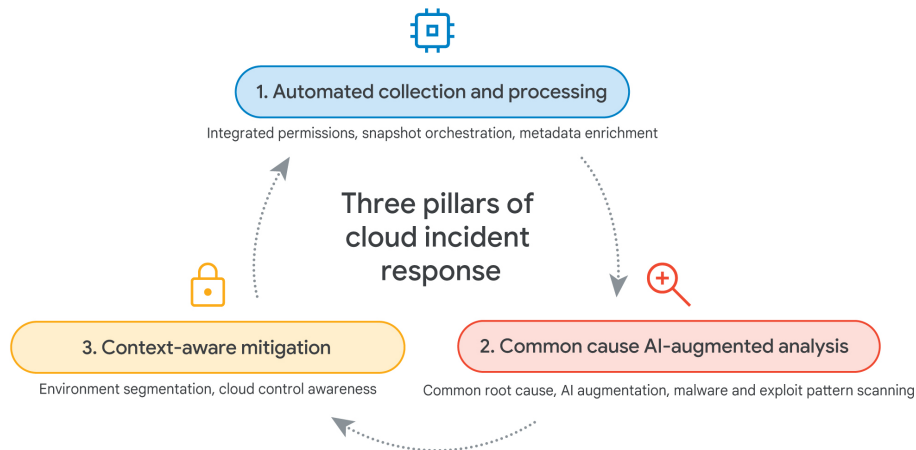 1. Automated collection and processing
Integrated permissions, snapshot orchestration, metadata enrichment
Three pillars of
cloud incident
response
2. Common cause AI-augmented analysis
Common root cause, AI augmentation, malware and exploit pattern scanning
3. Context-aware mitigation
Environment segmentation, cloud control awareness